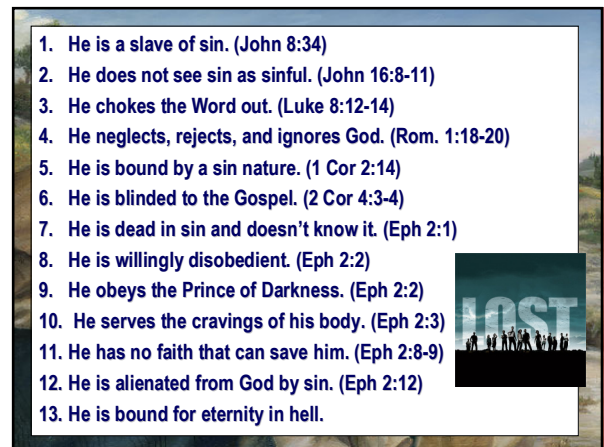 1. He is a slave of sin. (John 8:34)
2. He does not see sin as sinful. (John 16:8-11)
3. He chokes the Word out. (Luke 8:12-14)
4. He neglects, rejects, and ignores God. (Rom. 1:18-20)
5. He is bound by a sin nature. (1 Cor 2:14)
6. He is blinded to the Gospel. (2 Cor 4:3-4)
7. He is dead in sin and doesn't know it. (Eph 2:1)
8. He is willingly disobedient. (Eph 2:2)
9. He obeys the Prince of Darkness. (Eph 2:2)
10. He serves the cravings of his body. (Eph 2:3)
11. He has no faith that can save him. (Eph 2:8-9)
12. He is alienated from God by sin. (Eph 2:12)
13. He is bound for eternity in hell.
LOST